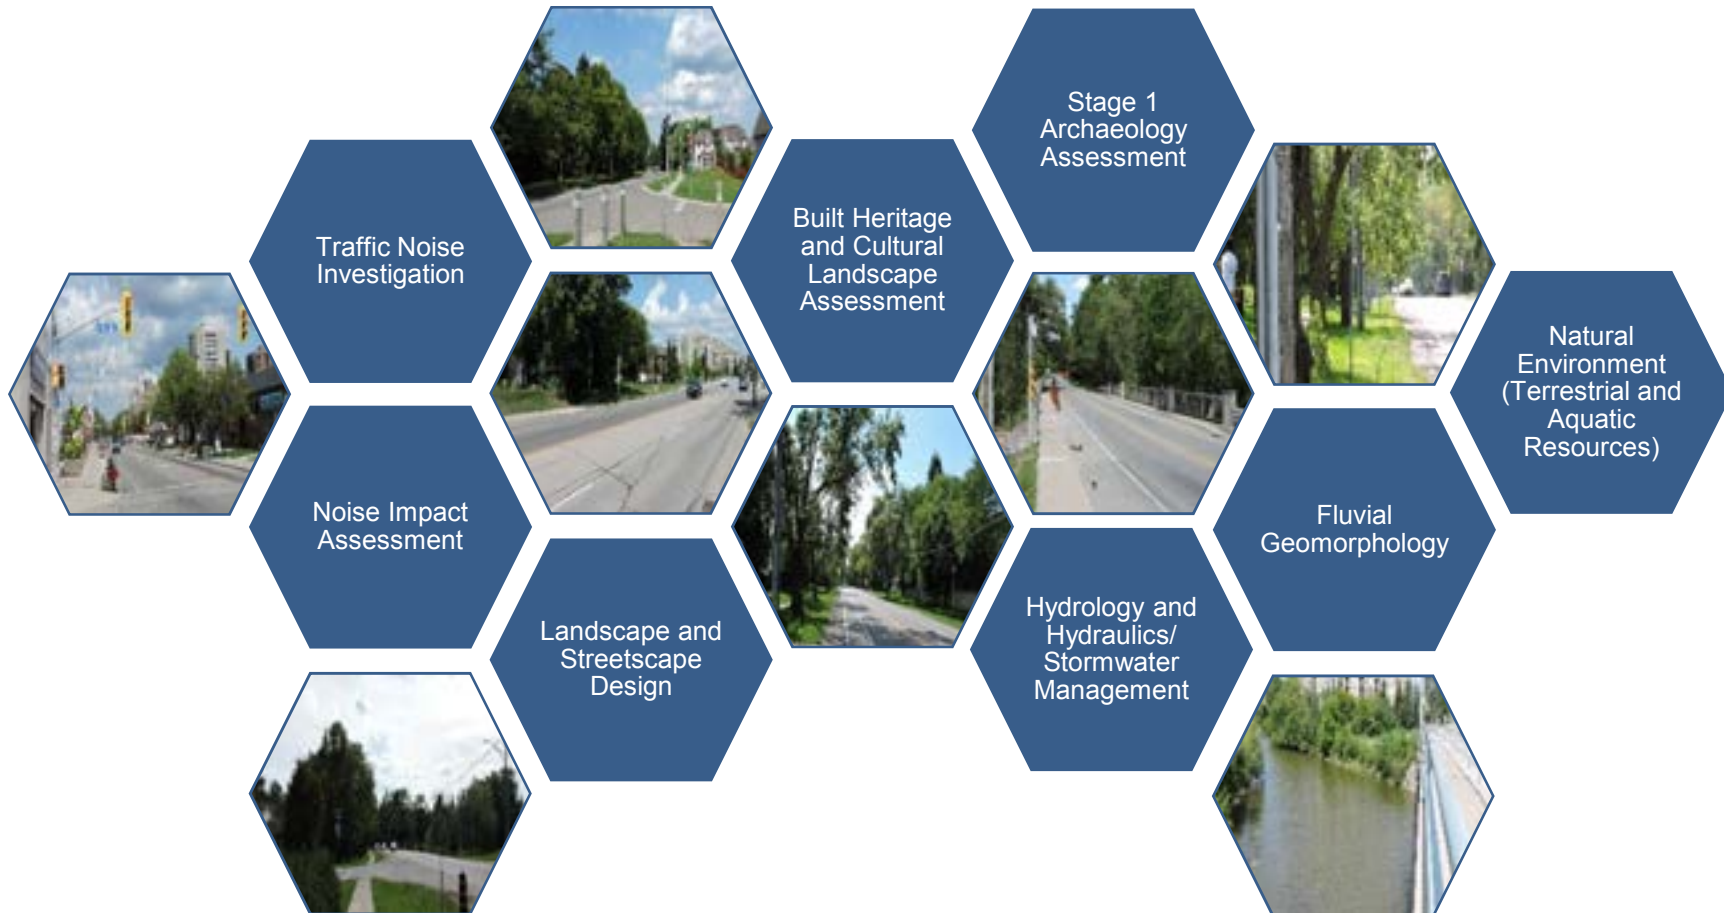 Traffic Noise
Investigation
Noise Impact
Assessment
Landscape and
Streetscape
Design
Built Heritage
and Cultural
Landscape
Assessment
Stage 1
Archaeology
Assessment
Hydrology and
Hydraulics/
Stormwater
Management
Fluvial
Geomorphology
Natural
Environment
(Terrestrial and
Aquatic
Resources)